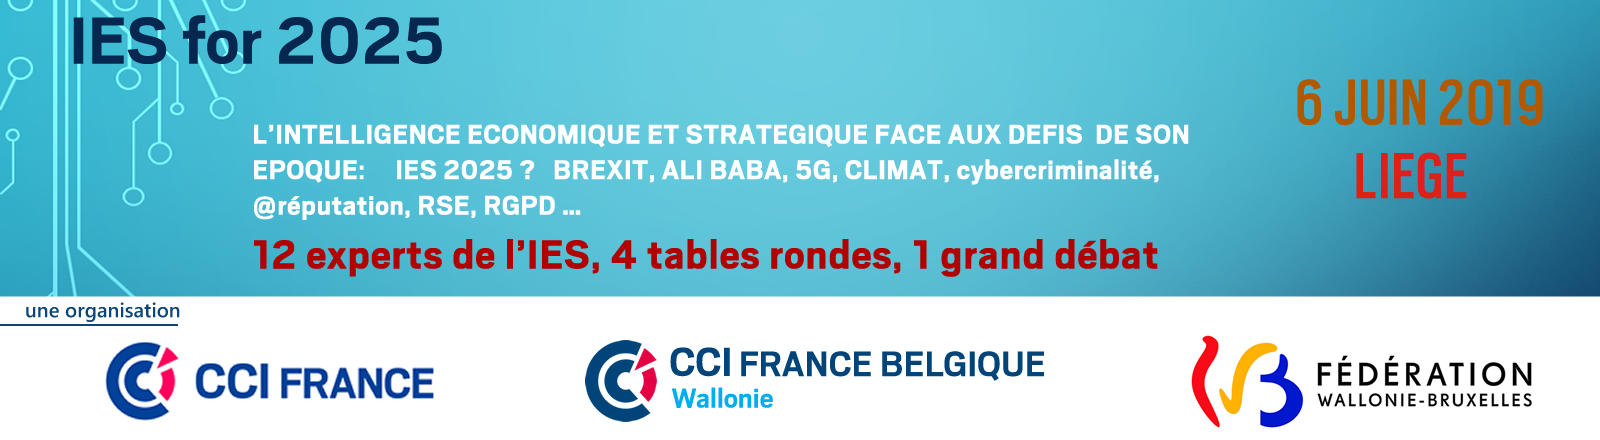 IES for 2025
6 JUIN 2019
LIEGE
L’INTELLIGENCE ECONOMIQUE ET STRATEGIQUE FACE AUX DEFIS DE SON
EPOQUE: IES 2025 ? BREXIT, ALI BABA, 5G, CLIMAT, cybercriminalité,
@réputation, RSE, RGPD ...
12 experts de l’IES, 4 tables rondes, 1 grand débat
une organisation
CCI FRANCE
CCI FRANCE BELGIQUE
Wallonie
FÉDÉRATION
WALLONIE-BRUXELLES